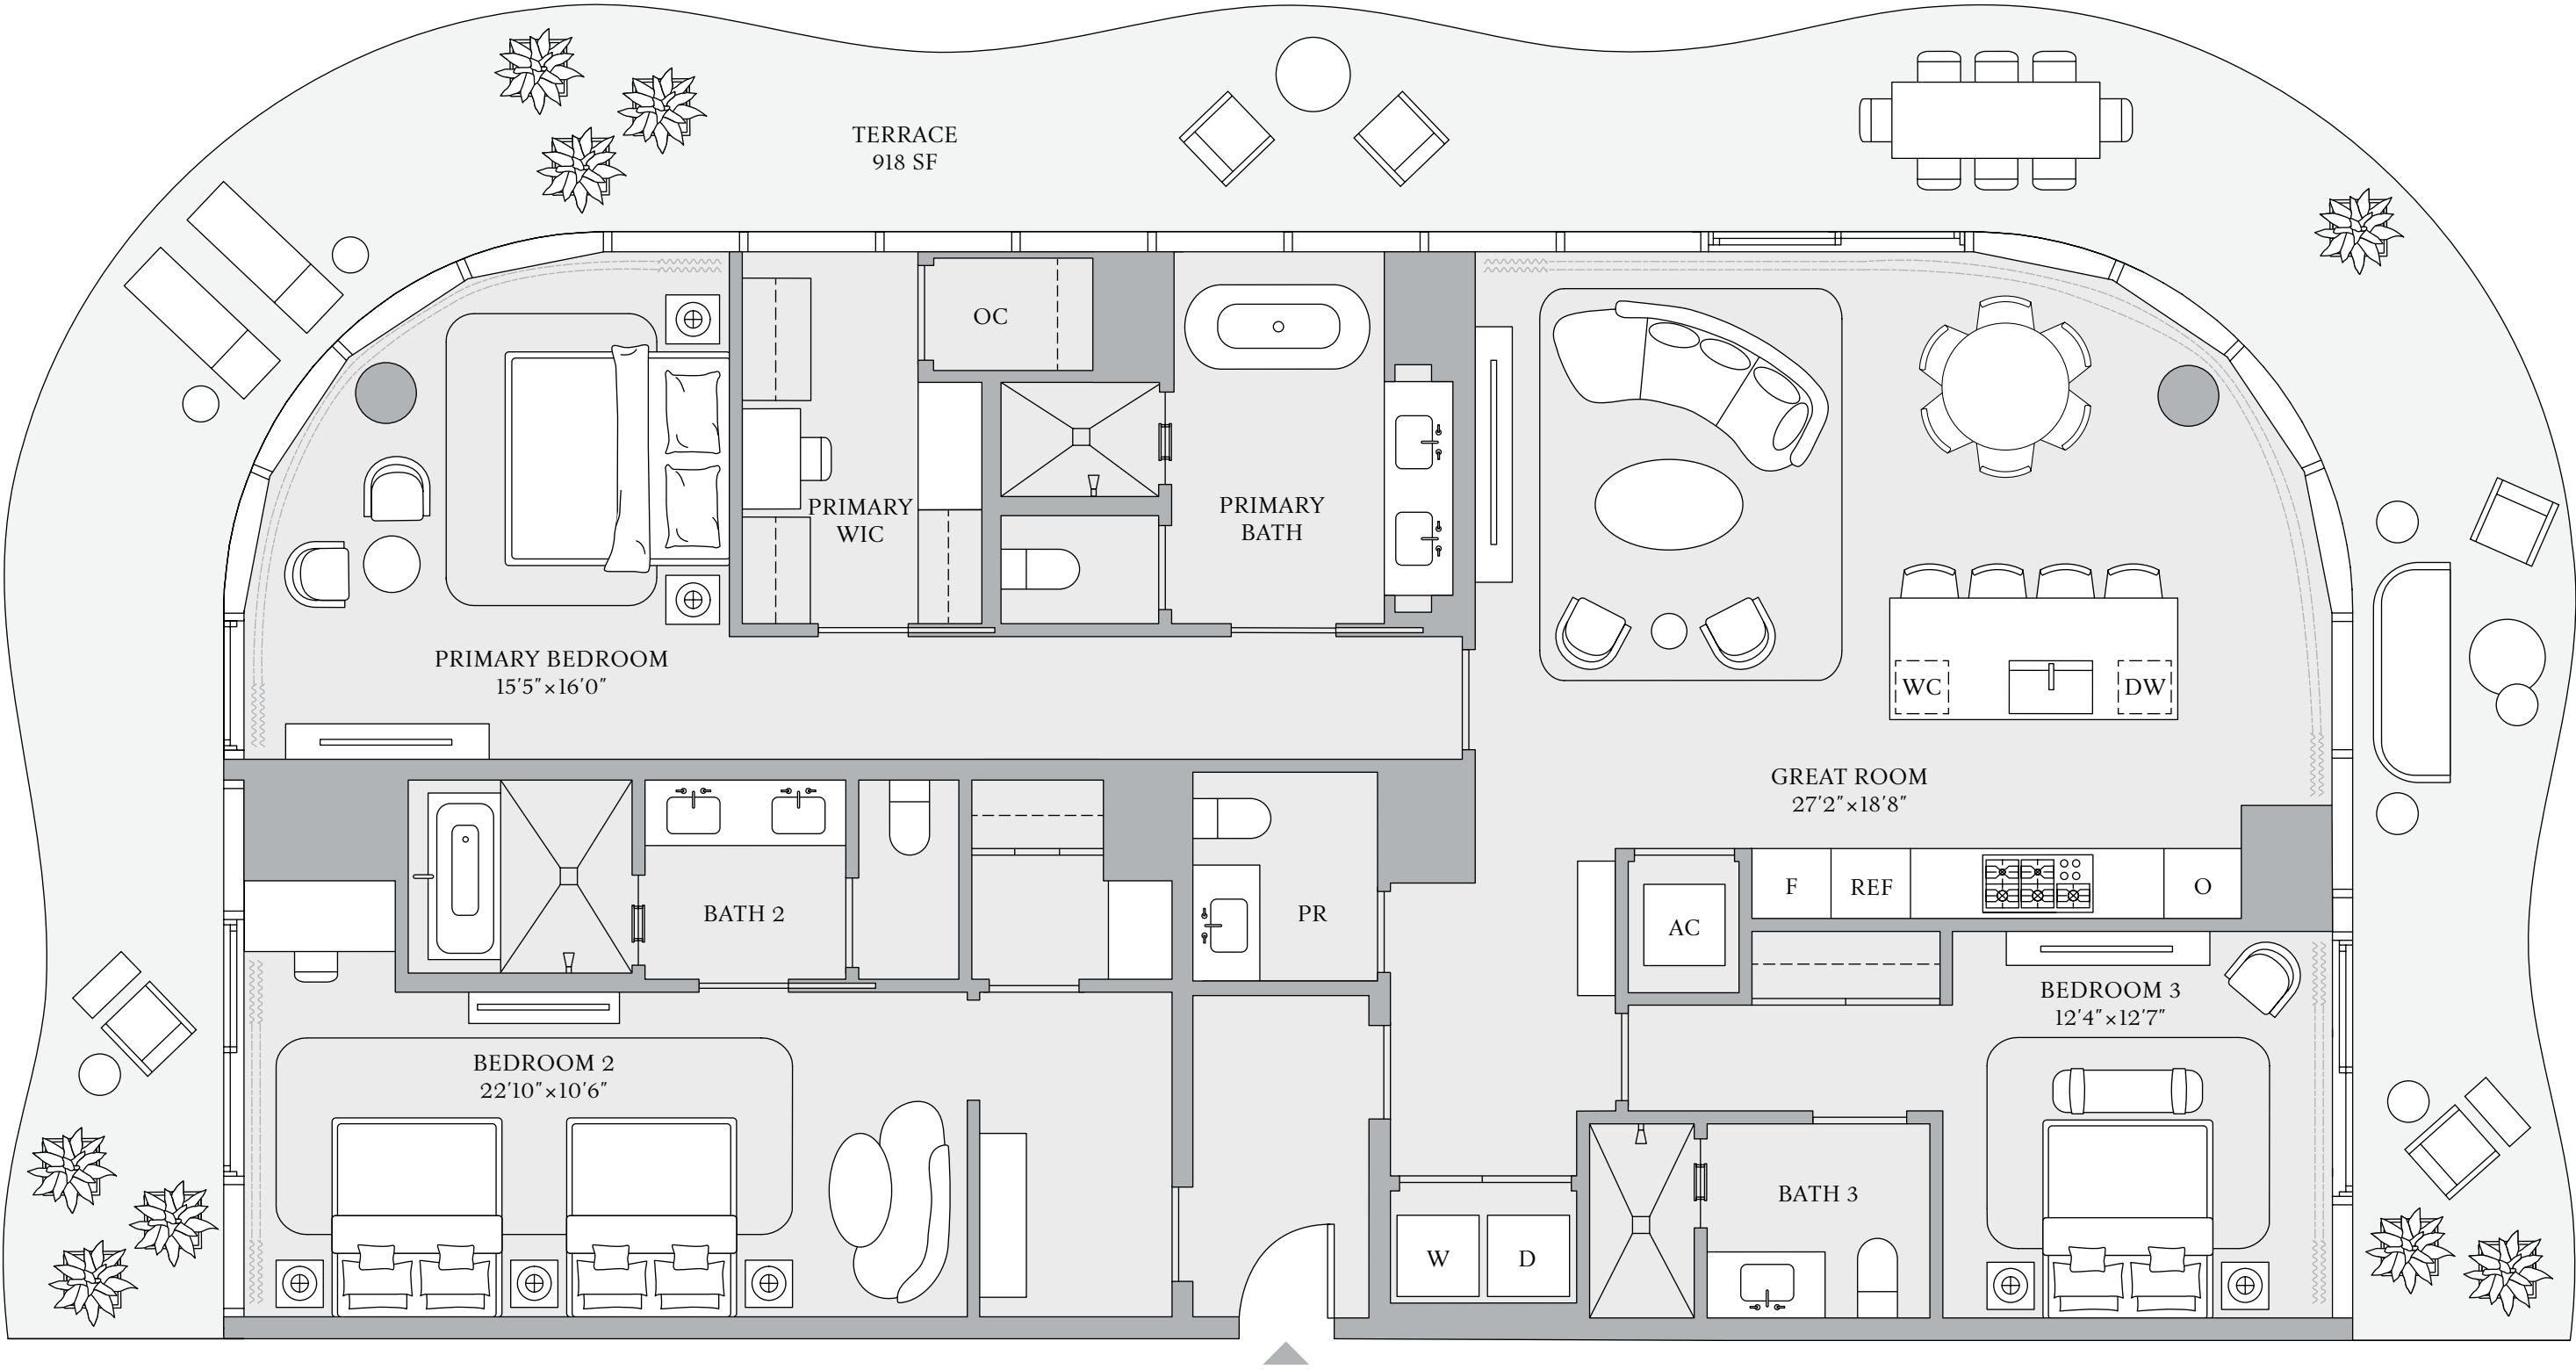 TERRACE
918 SF
OC
PRIMARY
WIC
PRIMARY
BATH
PRIMARY BEDROOM
15'5"×16'0"
WC
DW
GREAT ROOM
27'2"×18'8"
BATH 2
PR
AC
F
REF
O
BEDROOM 3
12'4"×12'7"
BEDROOM 2
22'10"×10'6"
BATH 3
W
D